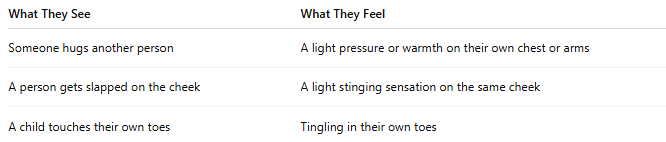 What They See What They Feel
Someone hugs another person A light pressure or warmth on their own chest or arms
A person gets slapped on the cheek A light stinging sensation on the same cheek
A child touches their own toes Tingling in their own toes